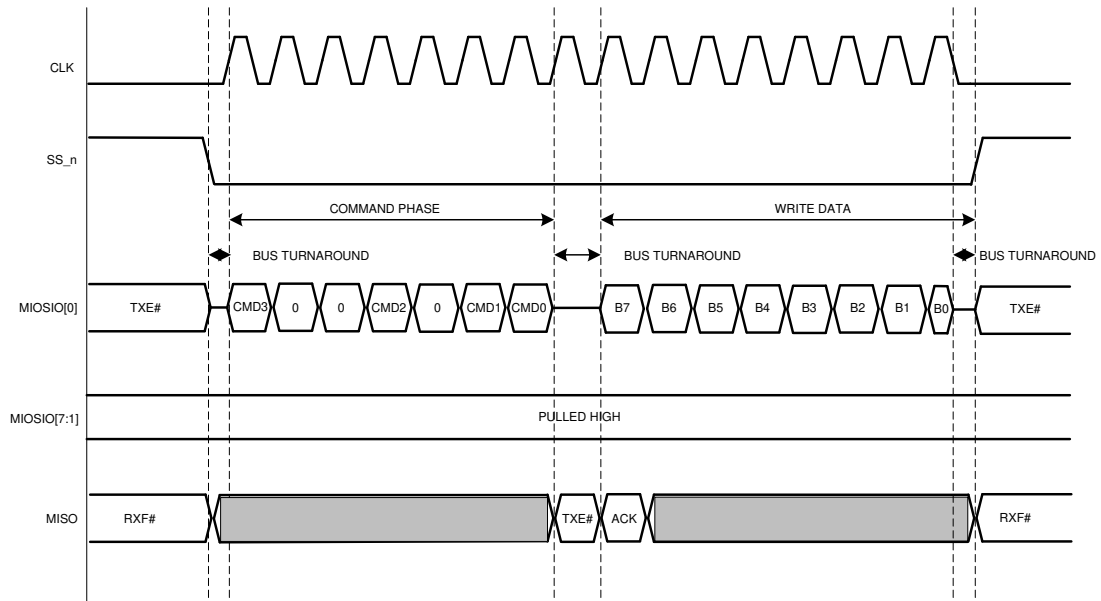 CLK
SS_n
COMMAND PHASE WRITE DATA
BUS TURNAROUND BUS TURNAROUND BUS TURNAROUND
MIOSIO[0] TXE# CMD3 0 0 CMD2 0 CMD1 CMD0 B7 B6 B5 B4 B3 B2 B1 B0 TXE#
MIOSIO[7:1] PULLED HIGH
MISO RXF# TXE# ACK RXF#